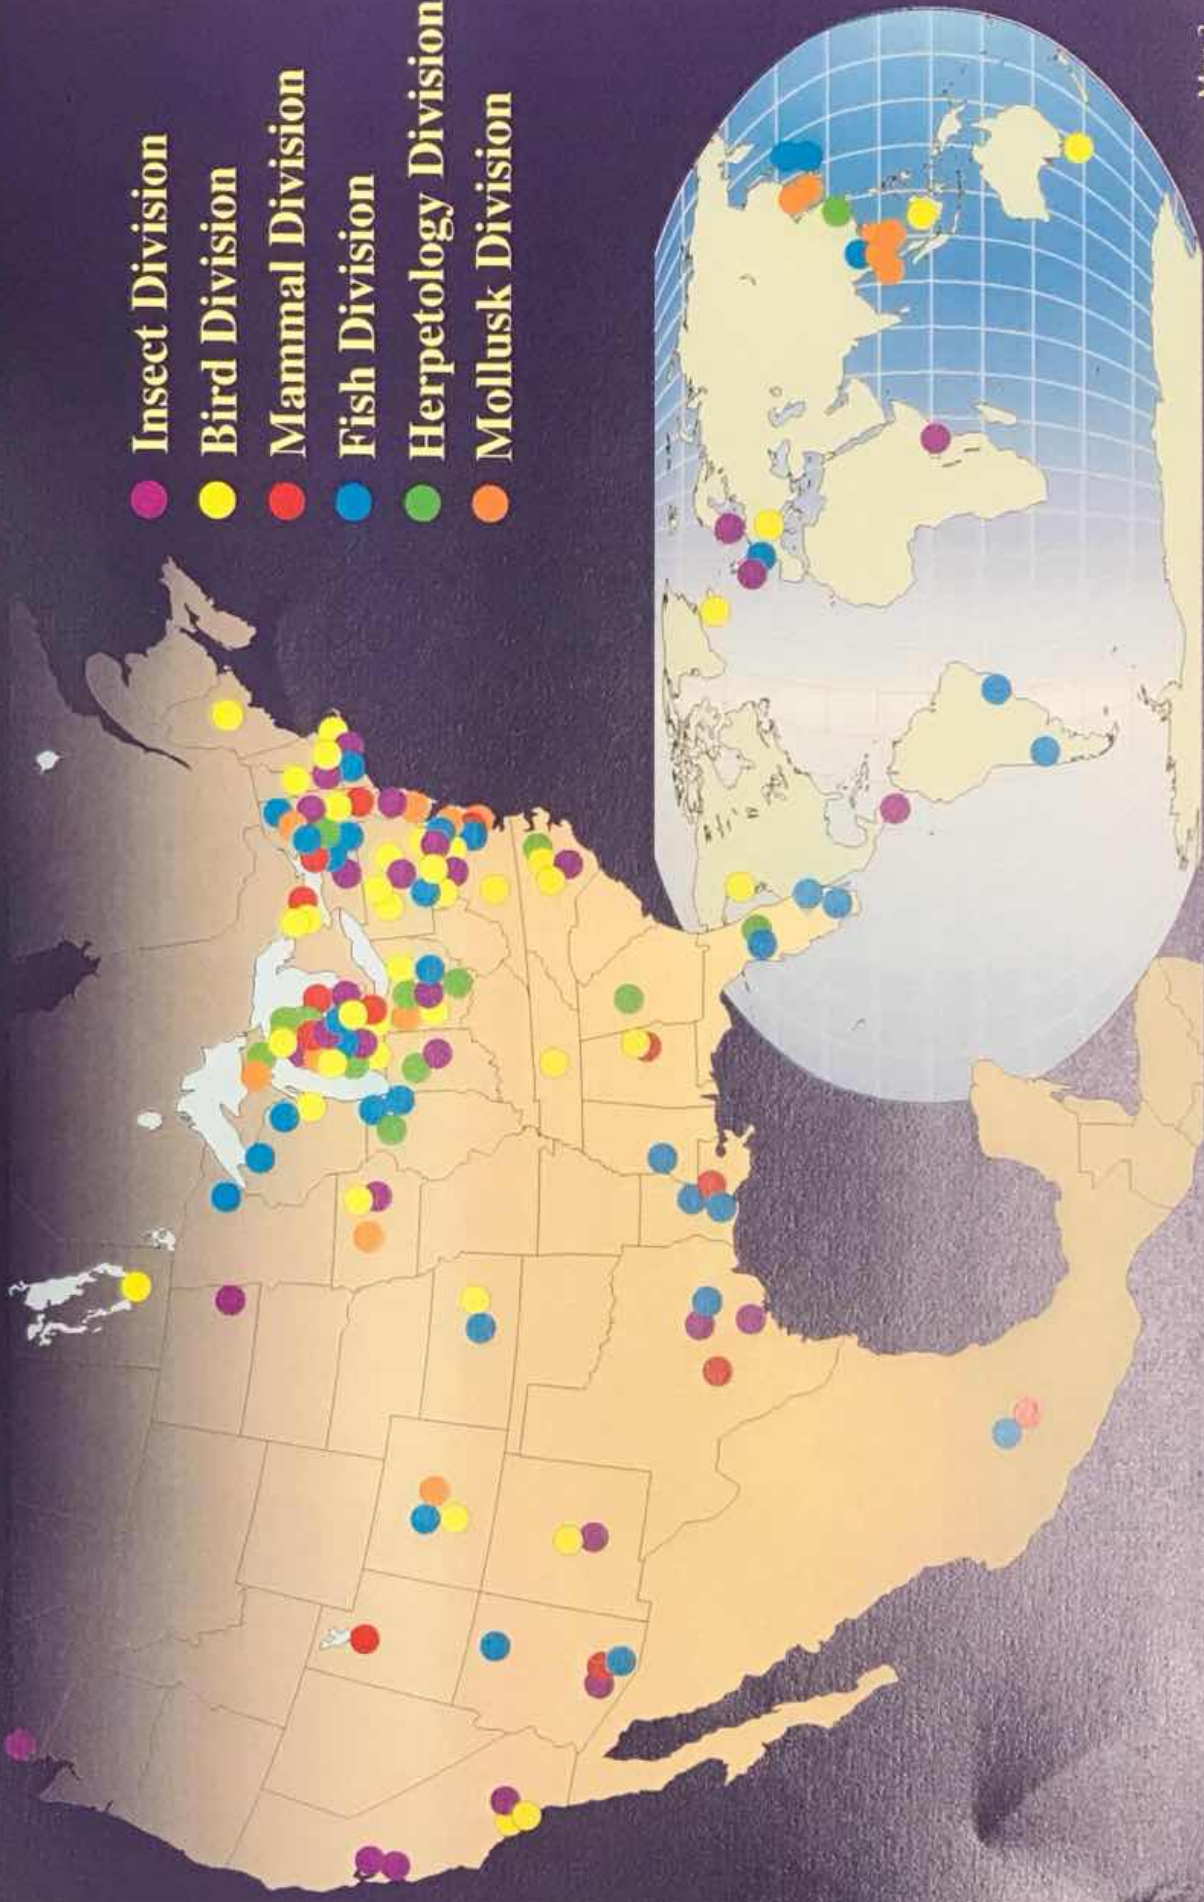 Insect Division
Bird Division
Mammal Division
Fish Division
Herpetology Division
Mollusk Division